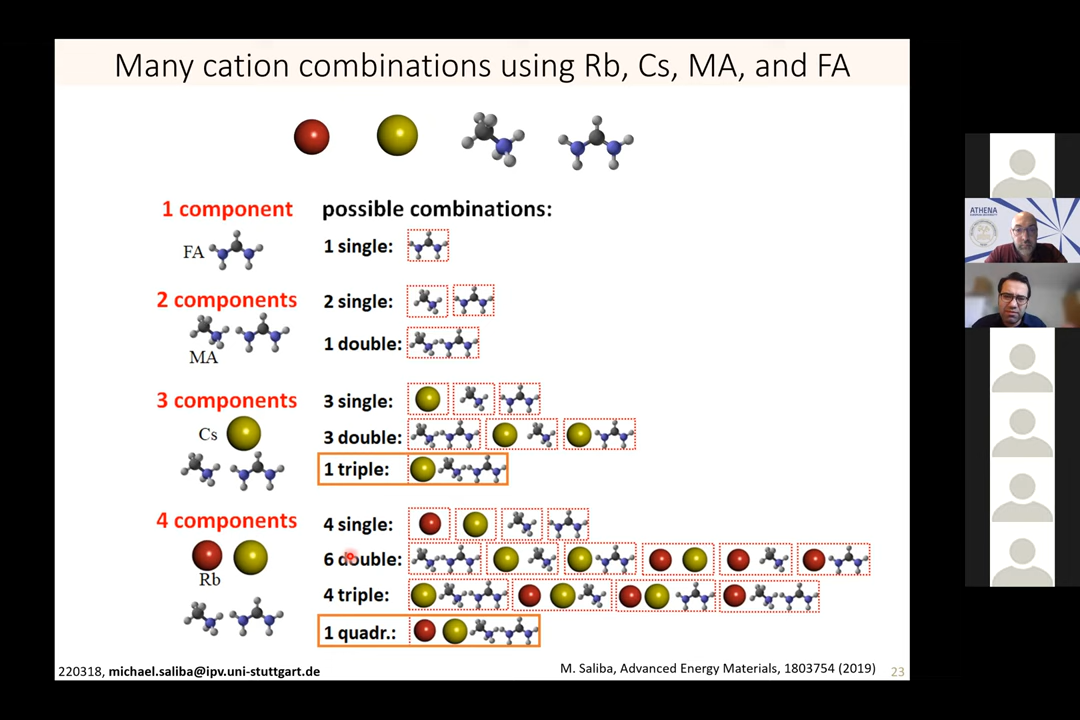 Many cation combinations using Rb, Cs, MA, and FA
1 component
possible combinations:
FA
1 single:
2 components
2 single:
MA
1 double:
3 components
3 single:
Cs
3 double:
1 triple:
4 components
4 single:
6 double:
Rb
4 triple:
1 quadr.:
220318, michael.saliba@ipv.uni-stuttgart.de
M. Saliba, Advanced Energy Materials, 1803754 (2019)
23
ATHENA